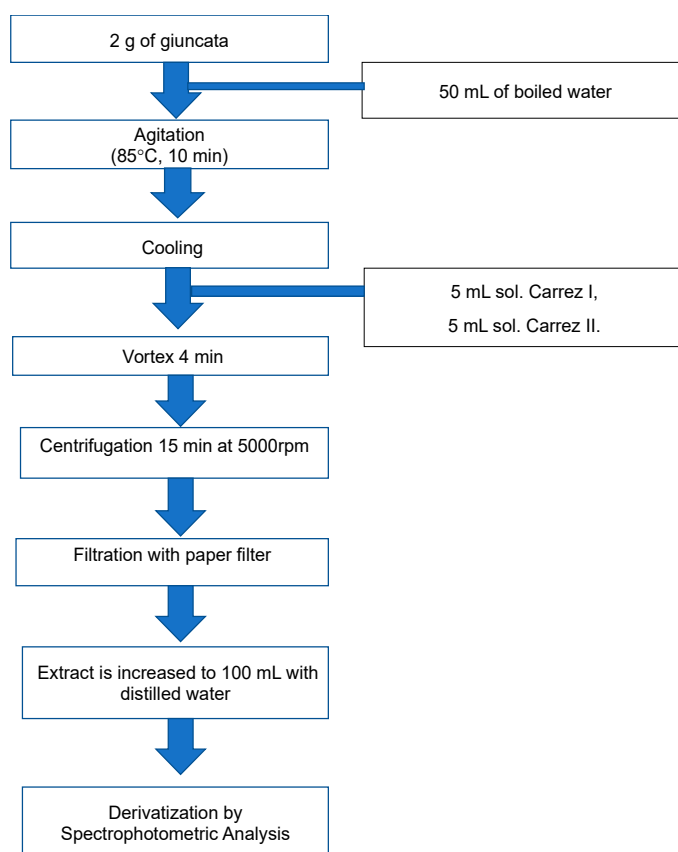 2 g of giuncata
50 mL of boiled water
Agitation
(85°C, 10 min)
Cooling
5 mL sol. Carrez I,
5 mL sol. Carrez II.
Vortex 4 min
Centrifugation 15 min at 5000rpm
Filtration with paper filter
Extract is increased to 100 mL with
distilled water
Derivatization by
Spectrophotometric Analysis